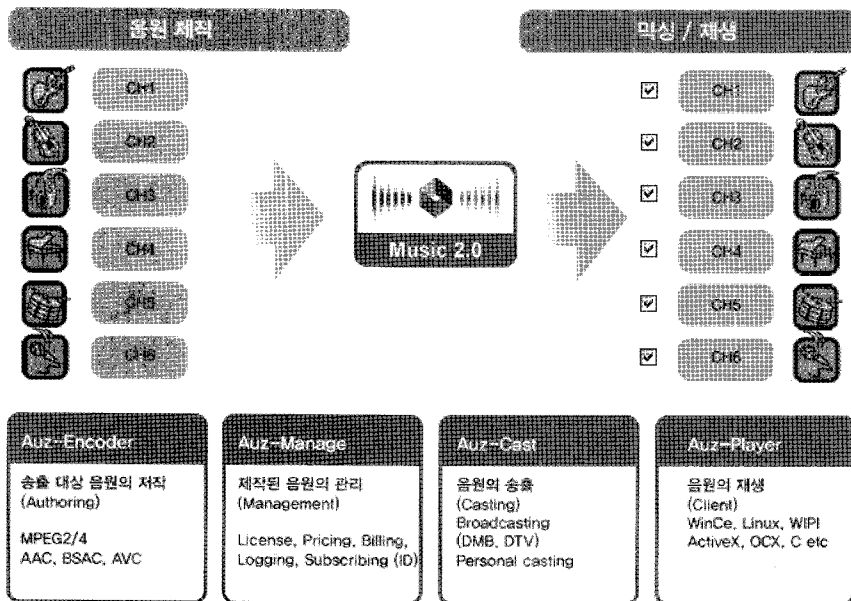 음원 제작
믹싱 / 재생
CH1
CH2
CH3
CH4
CH5
CH6
Music 2.0
CH1
CH2
CH3
CH4
CH5
CH6
Auz-Encoder
송출 대상 음원의 저작
(Authoring)
MPEG2/4
AAC, BSAC, AVC
Auz-Manage
제작된 음원의 관리
(Management)
License, Pricing, Billing,
Logging, Subscribing (ID)
Auz-Cast
음원의 송출
(Casting)
Broadcasting
(DMB, DTV)
Personal casting
Auz-Player
음원의 재생
(Client)
WinCe, Linux, WIPI
ActiveX, OCX, C etc